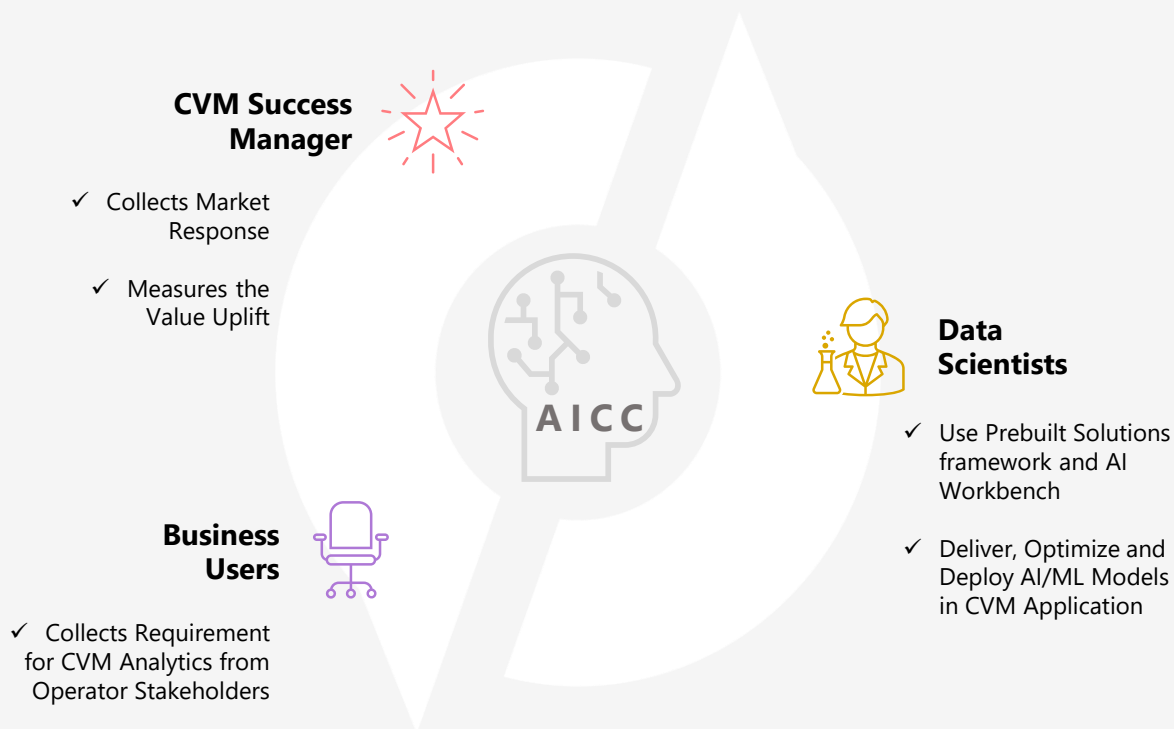 CVM Success
Manager
✓ Collects Market
Response
✓ Measures the
Value Uplift
AICC
Data
Scientists
✓ Use Prebuilt Solutions
framework and AI
Workbench
✓ Deliver, Optimize and
Deploy AI/ML Models
in CVM Application
Business
Users
✓ Collects Requirement
for CVM Analytics from
Operator Stakeholders